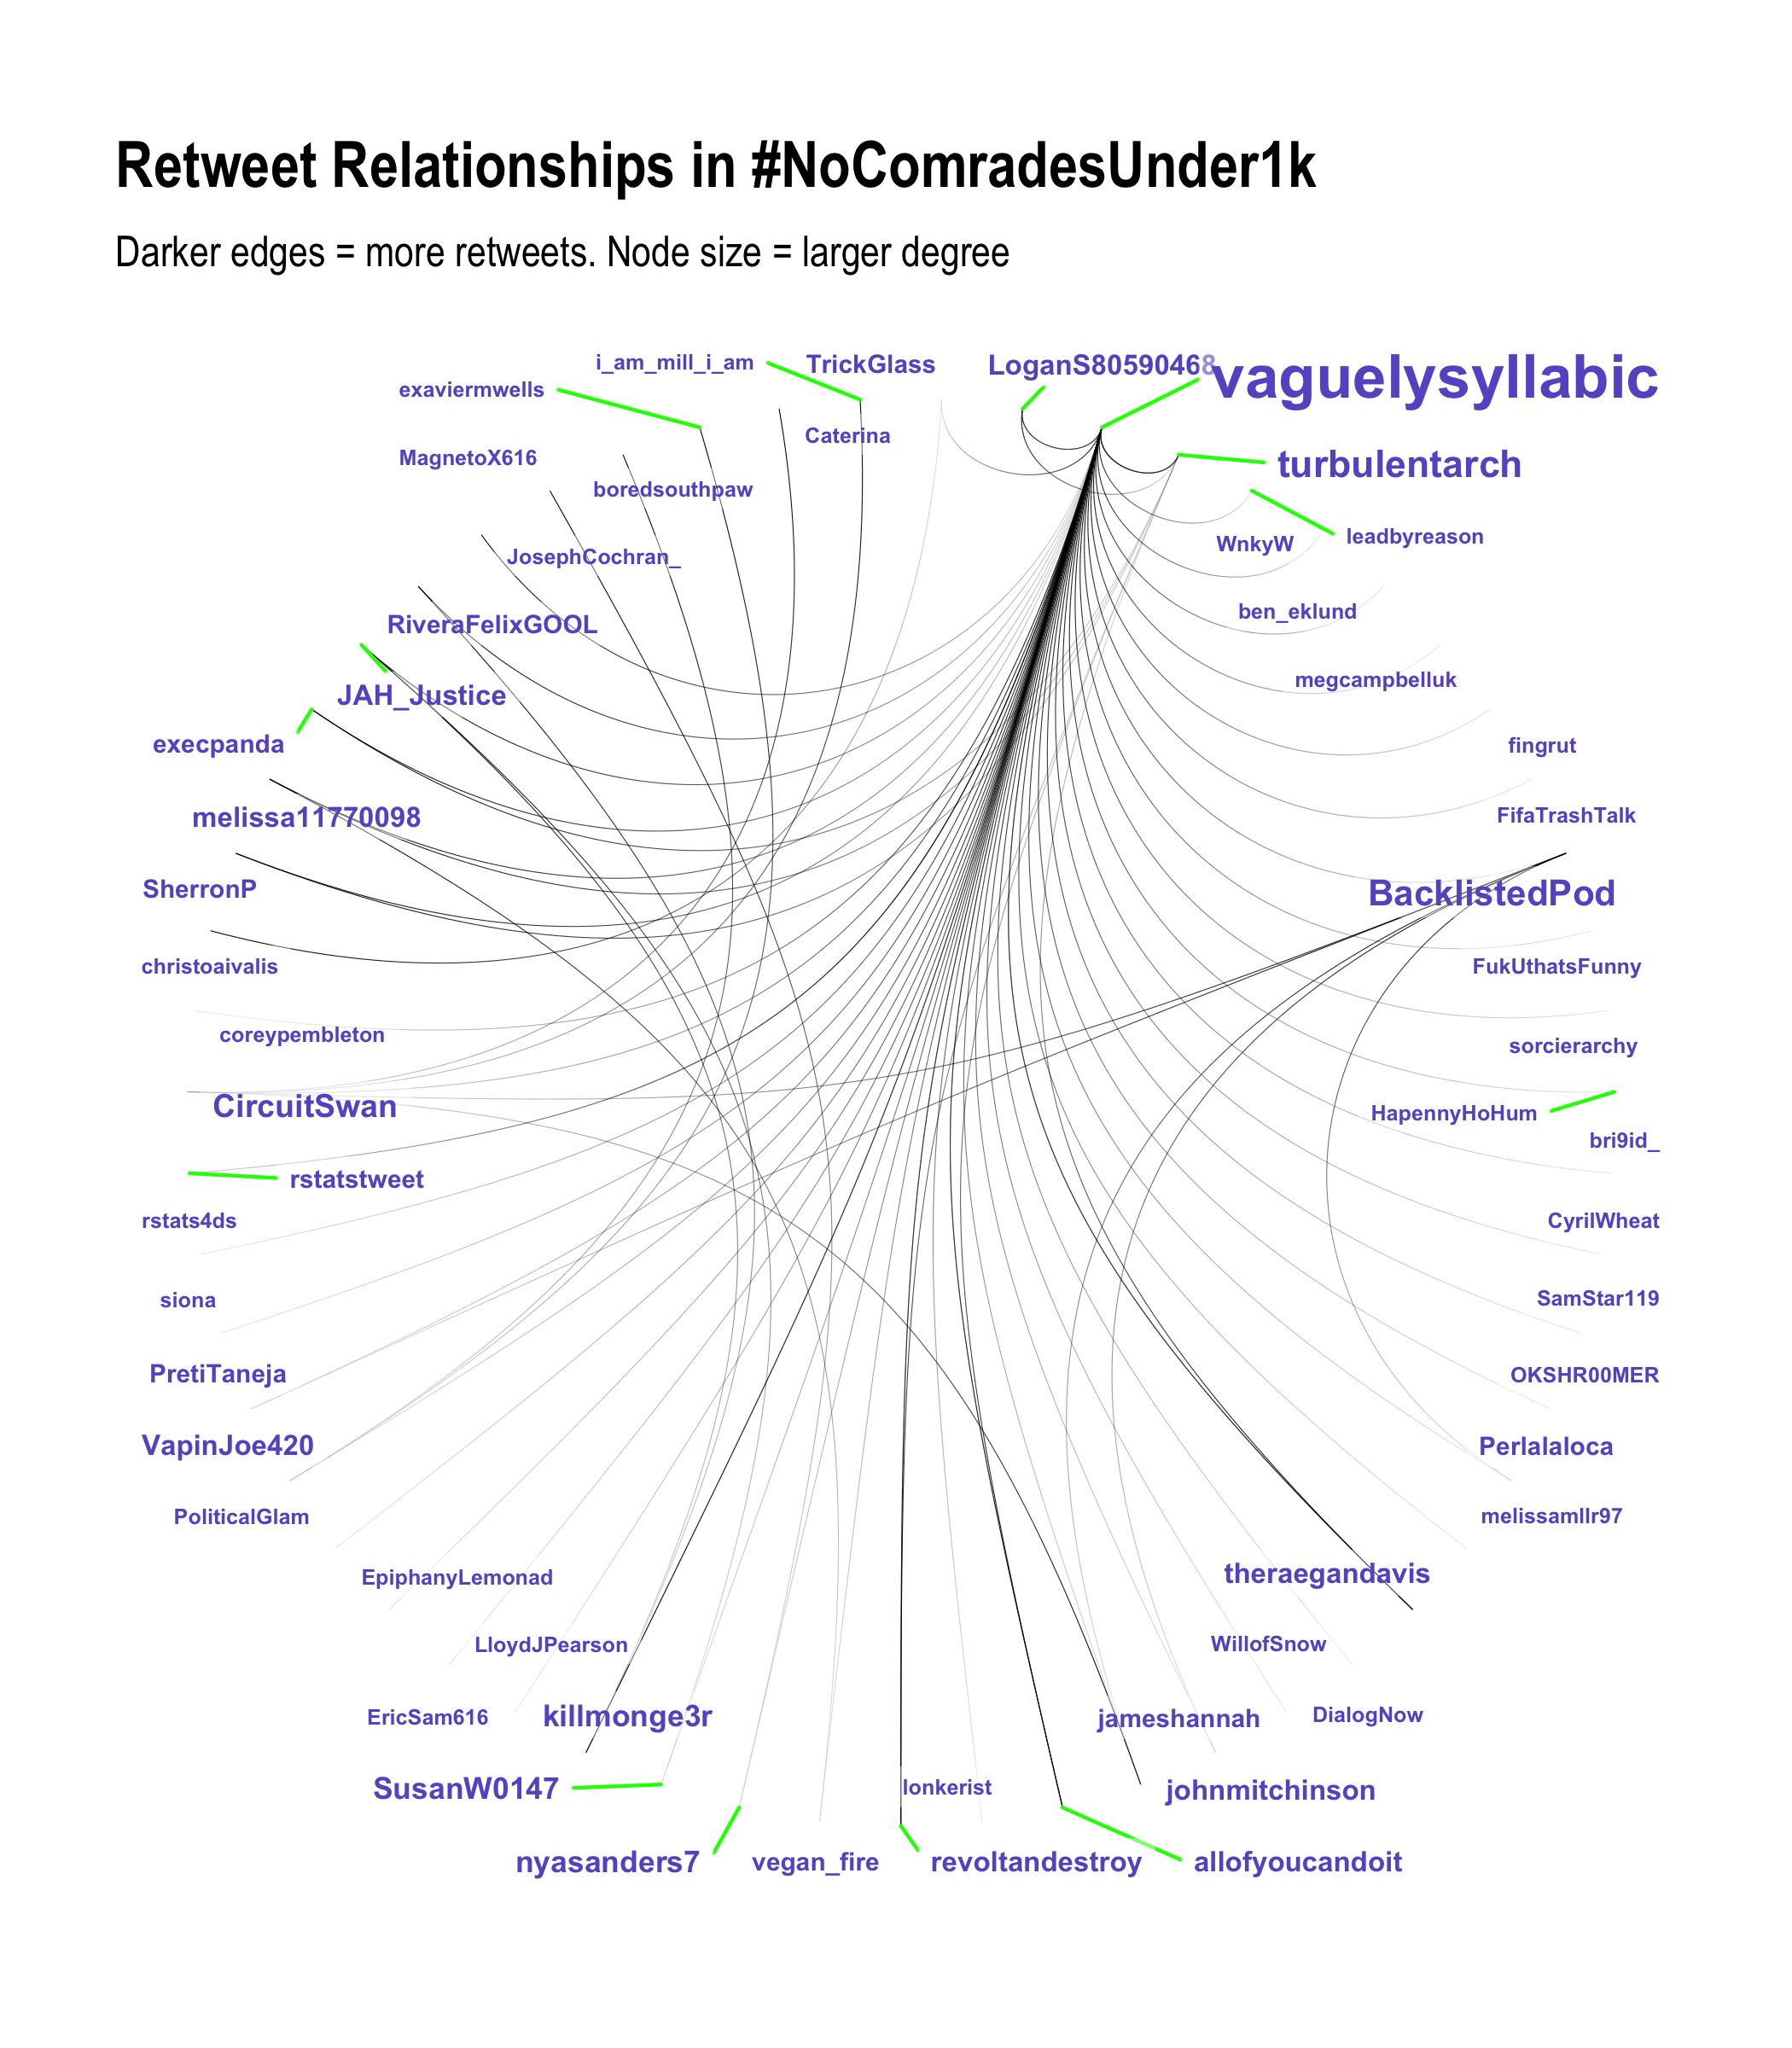 Retweet Relationships in #NoComradesUnder1k
Darker edges = more retweets. Node size = larger degree
i_am_mill_i_am
TrickGlass
LoganS80590468
vaguelysyllabic
exaviermwells
Caterina
MagnetoX616
turbulentarch
boredsouthpaw
leadbyreason
WnkyW
JosephCochran_
ben_eklund
RiveraFelixGOOL
megcampbelluk
JAH_Justice
execpanda
fingrut
melissa11770098
FifaTrashTalk
SherronP
BacklistedPod
christoaivalis
FukUthatsFunny
coreypembleton
sorcierarchy
CircuitSwan
HapennyHoHum
bri9id_
rstatstweet
rstats4ds
CyrilWheat
siona
SamStar119
PretiTaneja
OKSHR00MER
VapinJoe420
Perlalaloca
PoliticalGlam
melissamllr97
EpiphanyLemonad
theraegandavis
LloydJPearson
WillofSnow
EricSam616
killmonge3r
jameshannah
DialogNow
SusanW0147
lonkerist
johnmitchinson
nyasanders7
vegan_fire
revoltandestroy
allofyoucandoit